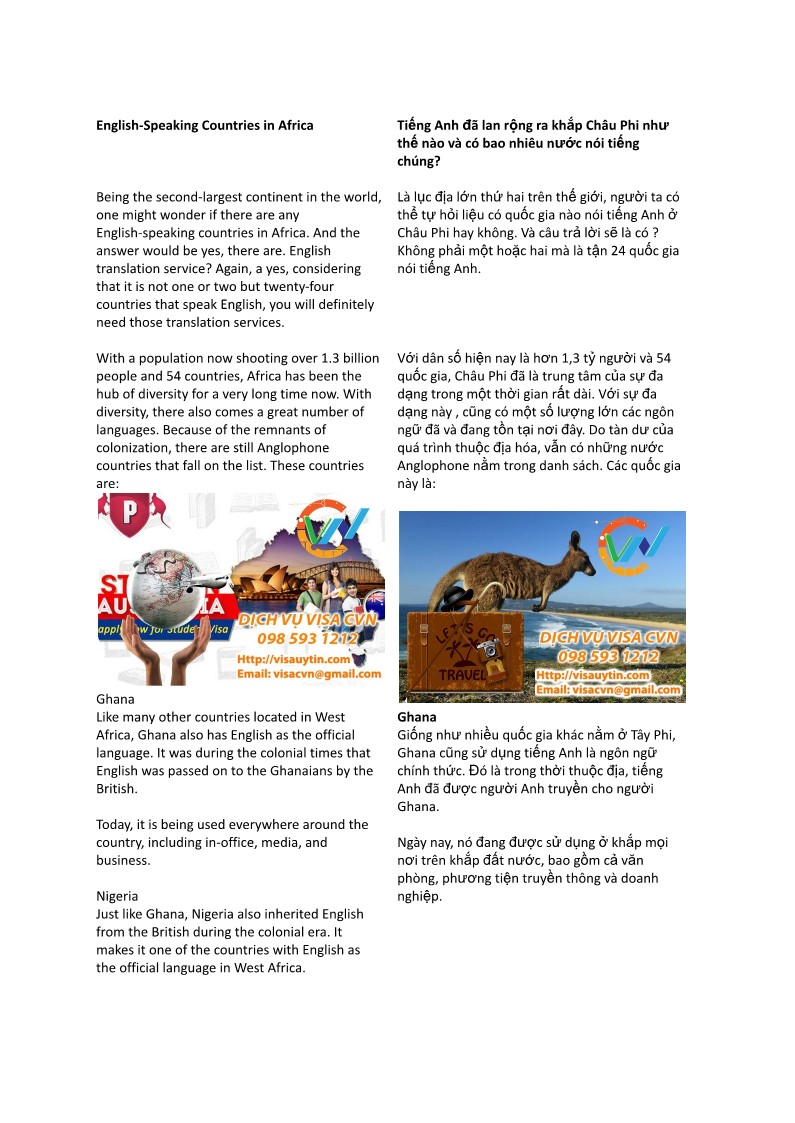 English-Speaking Countries in Africa
Being the second-largest continent in the world,
one might wonder if there are any
English-speaking countries in Africa. And the
answer would be yes, there are. English
translation service? Again, a yes, considering
that it is not one or two but twenty-four
countries that speak English, you will definitely
need those translation services.
With a population now shooting over 1.3 billion
people and 54 countries, Africa has been the
hub of diversity for a very long time now. With
diversity, there also comes a great number of
languages. Because of the remnants of
colonization, there are still Anglophone
countries that fall on the list. These countries
are:
P
CVN
ST
AUS IA
apply now for Student Visa
DỊCH VỤ VISA CVN
098 593 1212
Http://visauytin.com
Email: visacvn@gmail.com
Ghana
Like many other countries located in West
Africa, Ghana also has English as the official
language. It was during the colonial times that
English was passed on to the Ghanaians by the
British.
Today, it is being used everywhere around the
country, including in-office, media, and
business.
Nigeria
Just like Ghana, Nigeria also inherited English
from the British during the colonial era. It
makes it one of the countries with English as
the official language in West Africa.
Tiếng Anh đã lan rộng ra khắp Châu Phi như
thế nào và có bao nhiêu nước nói tiếng
chúng?
Là lục địa lớn thứ hai trên thế giới, người ta có
thể tự hỏi liệu có quốc gia nào nói tiếng Anh ở
Châu Phi hay không. Và câu trả lời sẽ là có ?
Không phải một hoặc hai mà là tận 24 quốc gia
nói tiếng Anh.
Với dân số hiện nay là hơn 1,3 tỷ người và 54
quốc gia, Châu Phi đã là trung tâm của sự đa
dạng trong một thời gian rất dài. Với sự đa
dạng này , cũng có một số lượng lớn các ngôn
ngữ đã và đang tồn tại nơi đây. Do tàn dư của
quá trình thuộc địa hóa, vẫn có những nước
Anglophone nằm trong danh sách. Các quốc gia
này là:
CVN
LET'S GO
TRAVEL
DỊCH VỤ VISA CVN
098 593 1212
Http://visauytin.com
Email: visacvn@gmail.com
Ghana
Giống như nhiều quốc gia khác nằm ở Tây Phi,
Ghana cũng sử dụng tiếng Anh là ngôn ngữ
chính thức. Đó là trong thời thuộc địa, tiếng
Anh đã được người Anh truyền cho người
Ghana.
Ngày nay, nó đang được sử dụng ở khắp mọi
nơi trên khắp đất nước, bao gồm cả văn
phòng, phương tiện truyền thông và doanh
nghiệp.